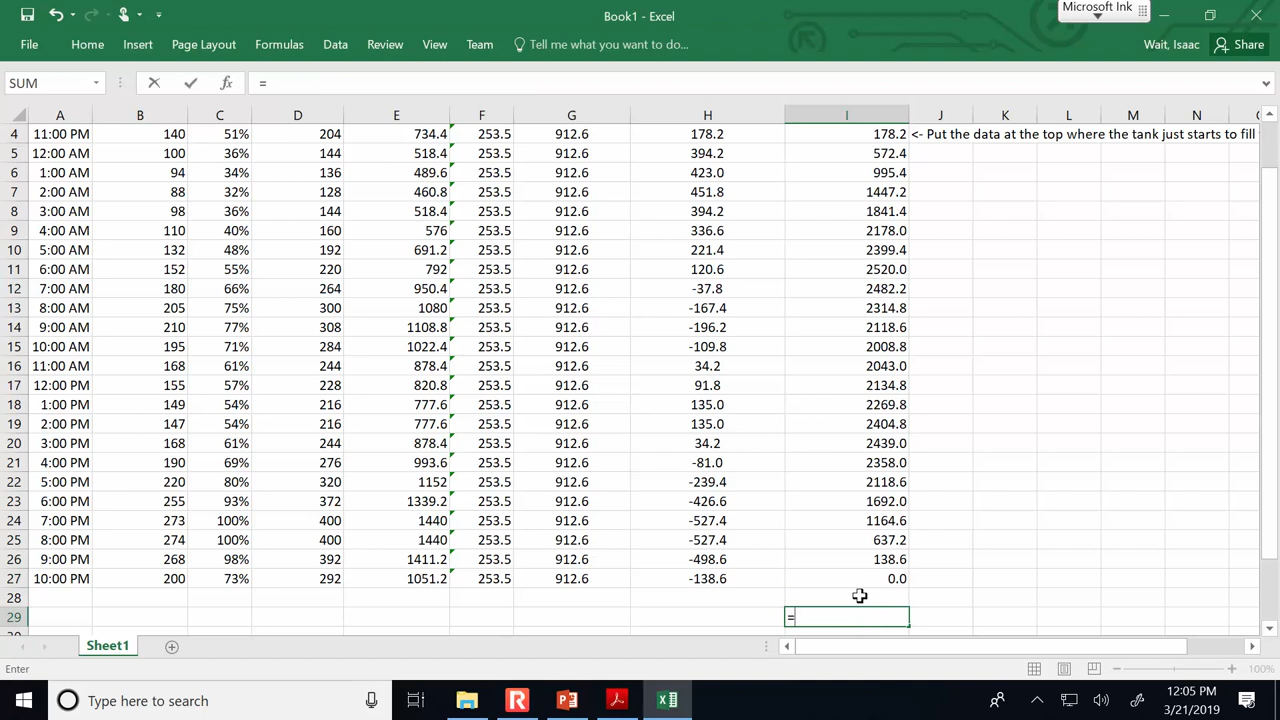 Book1 - Excel
Microsoft Ink
File Home Insert Page Layout Formulas Data Review View Team Tell me what you want to do... Wait, Isaac Share
SUM fx =
A B C D E F G H I J K L M N
4 11:00 PM 140 51% 204 734.4 253.5 912.6 178.2 178.2 <- Put the data at the top where the tank just starts to fill
5 12:00 AM 100 36% 144 518.4 253.5 912.6 394.2 572.4
6 1:00 AM 94 34% 136 489.6 253.5 912.6 423.0 995.4
7 2:00 AM 88 32% 128 460.8 253.5 912.6 451.8 1447.2
8 3:00 AM 98 36% 144 518.4 253.5 912.6 394.2 1841.4
9 4:00 AM 110 40% 160 576 253.5 912.6 336.6 2178.0
10 5:00 AM 132 48% 192 691.2 253.5 912.6 221.4 2399.4
11 6:00 AM 152 55% 220 792 253.5 912.6 120.6 2520.0
12 7:00 AM 180 66% 264 950.4 253.5 912.6 -37.8 2482.2
13 8:00 AM 205 75% 300 1080 253.5 912.6 -167.4 2314.8
14 9:00 AM 210 77% 308 1108.8 253.5 912.6 -196.2 2118.6
15 10:00 AM 195 71% 284 1022.4 253.5 912.6 -109.8 2008.8
16 11:00 AM 168 61% 244 878.4 253.5 912.6 34.2 2043.0
17 12:00 PM 155 57% 228 820.8 253.5 912.6 91.8 2134.8
18 1:00 PM 149 54% 216 777.6 253.5 912.6 135.0 2269.8
19 2:00 PM 147 54% 216 777.6 253.5 912.6 135.0 2404.8
20 3:00 PM 168 61% 244 878.4 253.5 912.6 34.2 2439.0
21 4:00 PM 190 69% 276 993.6 253.5 912.6 -81.0 2358.0
22 5:00 PM 220 80% 320 1152 253.5 912.6 -239.4 2118.6
23 6:00 PM 255 93% 372 1339.2 253.5 912.6 -426.6 1692.0
24 7:00 PM 273 100% 400 1440 253.5 912.6 -527.4 1164.6
25 8:00 PM 274 100% 400 1440 253.5 912.6 -527.4 637.2
26 9:00 PM 268 98% 392 1411.2 253.5 912.6 -498.6 138.6
27 10:00 PM 200 73% 292 1051.2 253.5 912.6 -138.6 0.0
28
29 =
Sheet1
Enter 100%
Type here to search 12:05 PM
3/21/2019